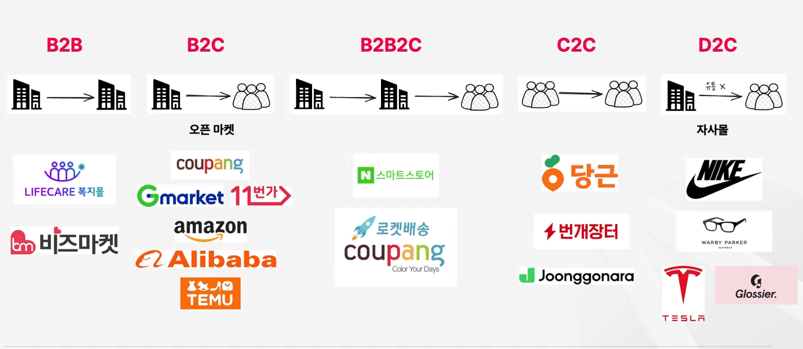 B2B
B2C
B2B2C
C2C
D2C
유통 X
오픈 마켓
자사몰
LIFECARE 복지몰
bm 비즈마켓
coupang
Gmarket
11번가
amazon
Alibaba
TEMU
N 스마트스토어
로켓배송
coupang
Color Your Days
당근
번개장터
Joonggonara
NIKE
WARBY PARKER
TESLA
Glossier.